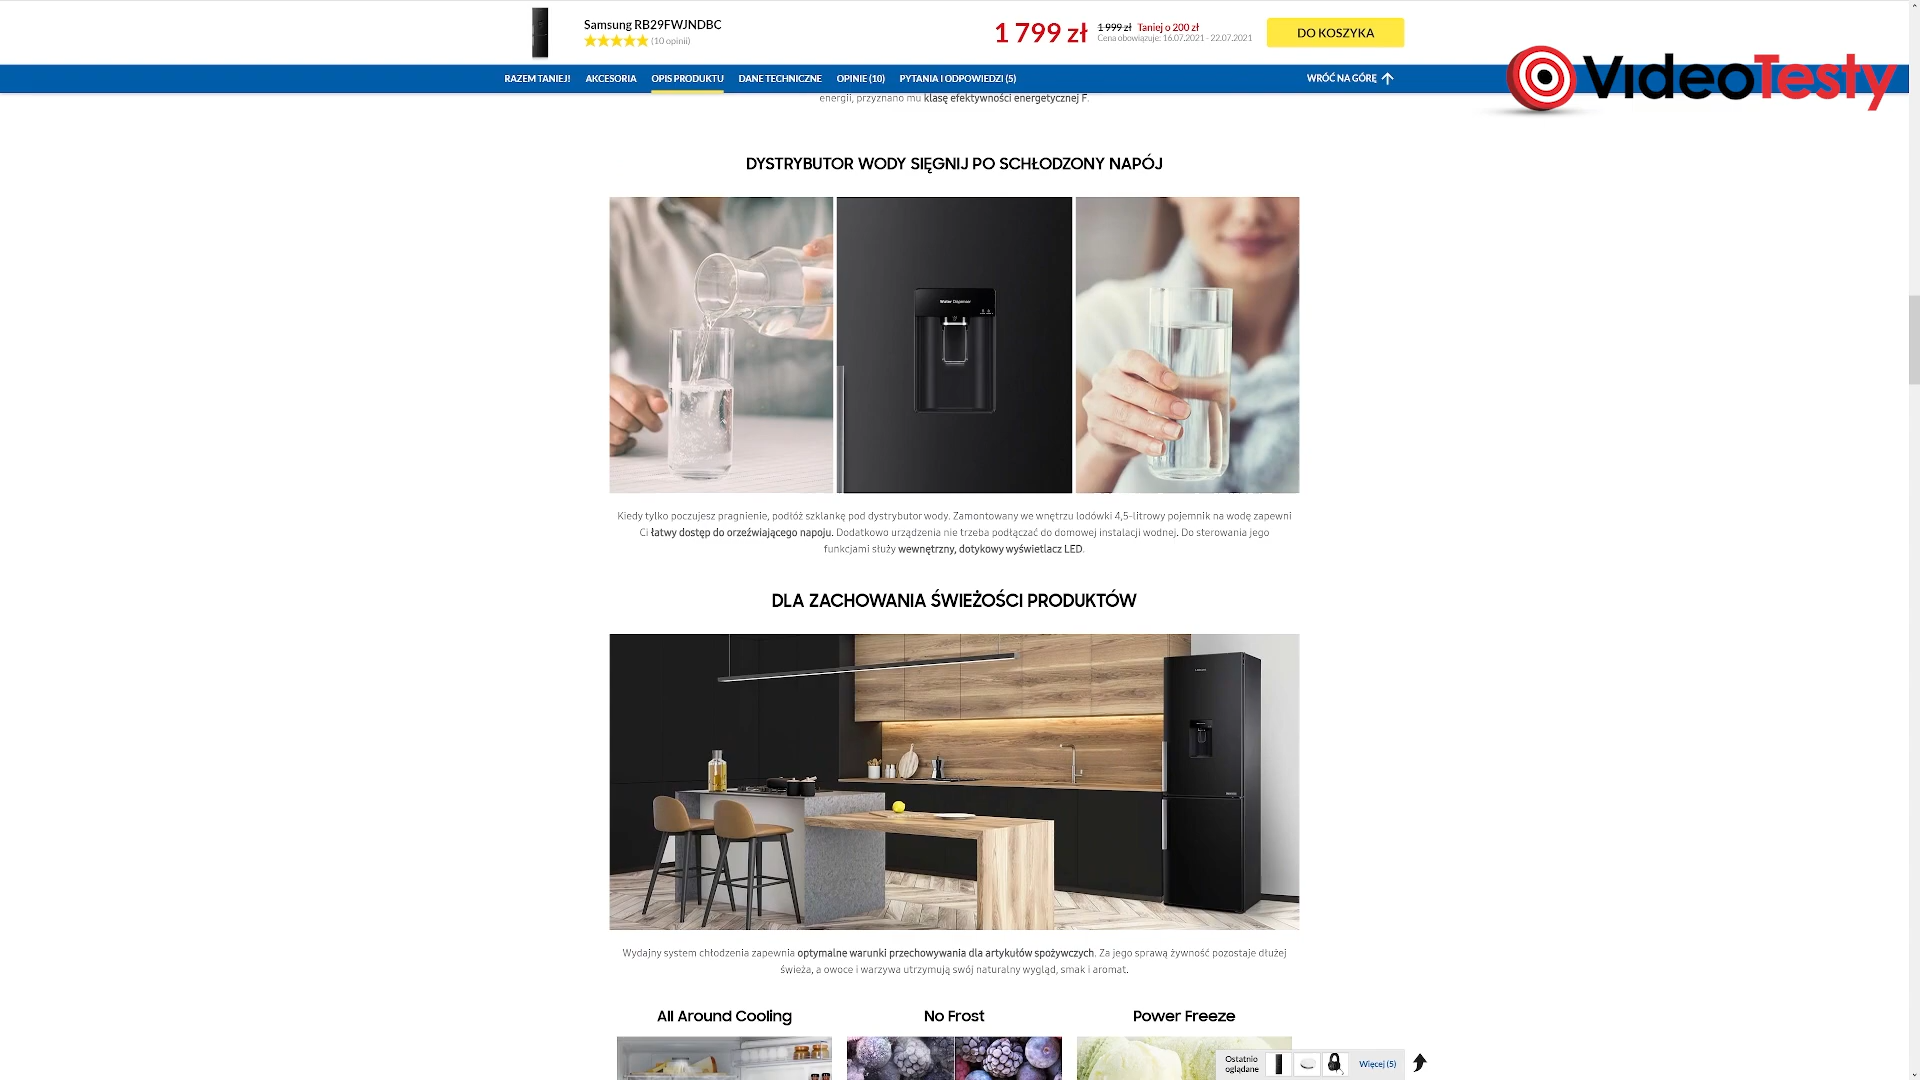 Samsung RB29FWJNDBC
(10 opinii)
1 799 zł
1 999 zł Taniej o 200 zł
Cena obowiązuje: 16.07.2021 - 22.07.2021
DO KOSZYKA
RAZEM TANIEJ! AKCESORIA OPIS PRODUKTU DANE TECHNICZNE OPINIE (10) PYTANIA I ODPOWIEDZI (5) WRÓĆ NA GÓRĘ
VideoTesty
energii, przyznano mu klasę efektywności energetycznej F.
DYSTRYBUTOR WODY SIĘGNIJ PO SCHŁODZONY NAPÓJ
Water Dispenser
Kiedy tylko poczujesz pragnienie, podłóż szklankę pod dystrybutor wody. Zamontowany we wnętrzu lodówki 4,5-litrowy pojemnik na wodę zapewni
Ci łatwy dostęp do orzeźwiającego napoju. Dodatkowo urządzenia nie trzeba podłączać do domowej instalacji wodnej. Do sterowania jego
funkcjami służy wewnętrzny, dotykowy wyświetlacz LED.
DLA ZACHOWANIA ŚWIEŻOŚCI PRODUKTÓW
Wydajny system chłodzenia zapewnia optymalne warunki przechowywania dla artykułów spożywczych. Za jego sprawą żywność pozostaje dłużej
świeża, a owoce i warzywa utrzymują swój naturalny wygląd, smak i aromat.
All Around Cooling No Frost Power Freeze
Ostatnio
oglądane
Więcej (5)